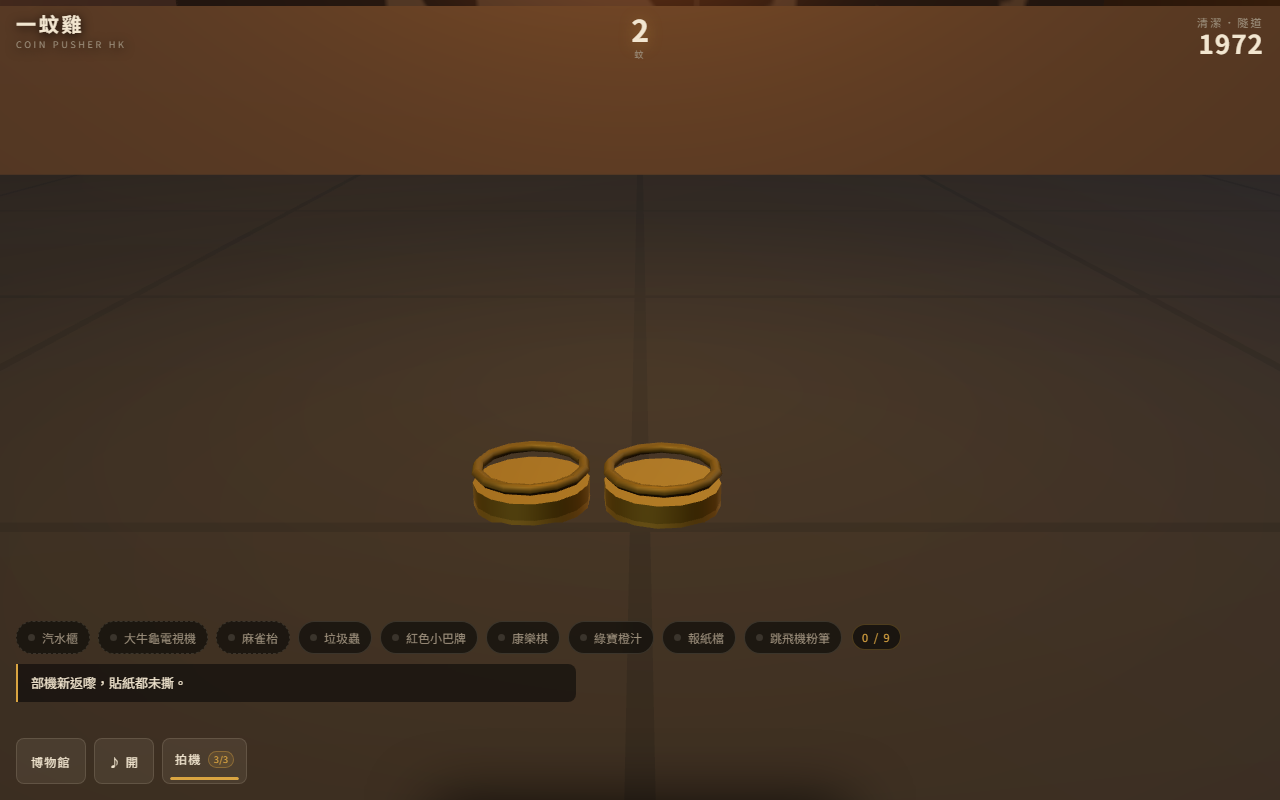 一蚊雞
COIN PUSHER HK
2
蚊
清潔·隧道
1972
汽水櫃
大牛龜電視機
麻雀枱
垃圾蟲
紅色小巴牌
康樂棋
綠寶橙汁
報紙檔
跳飛機粉筆
0 / 9
部機新返嚟，貼紙都未撕。
博物館
♪ 開
拍機 3/3